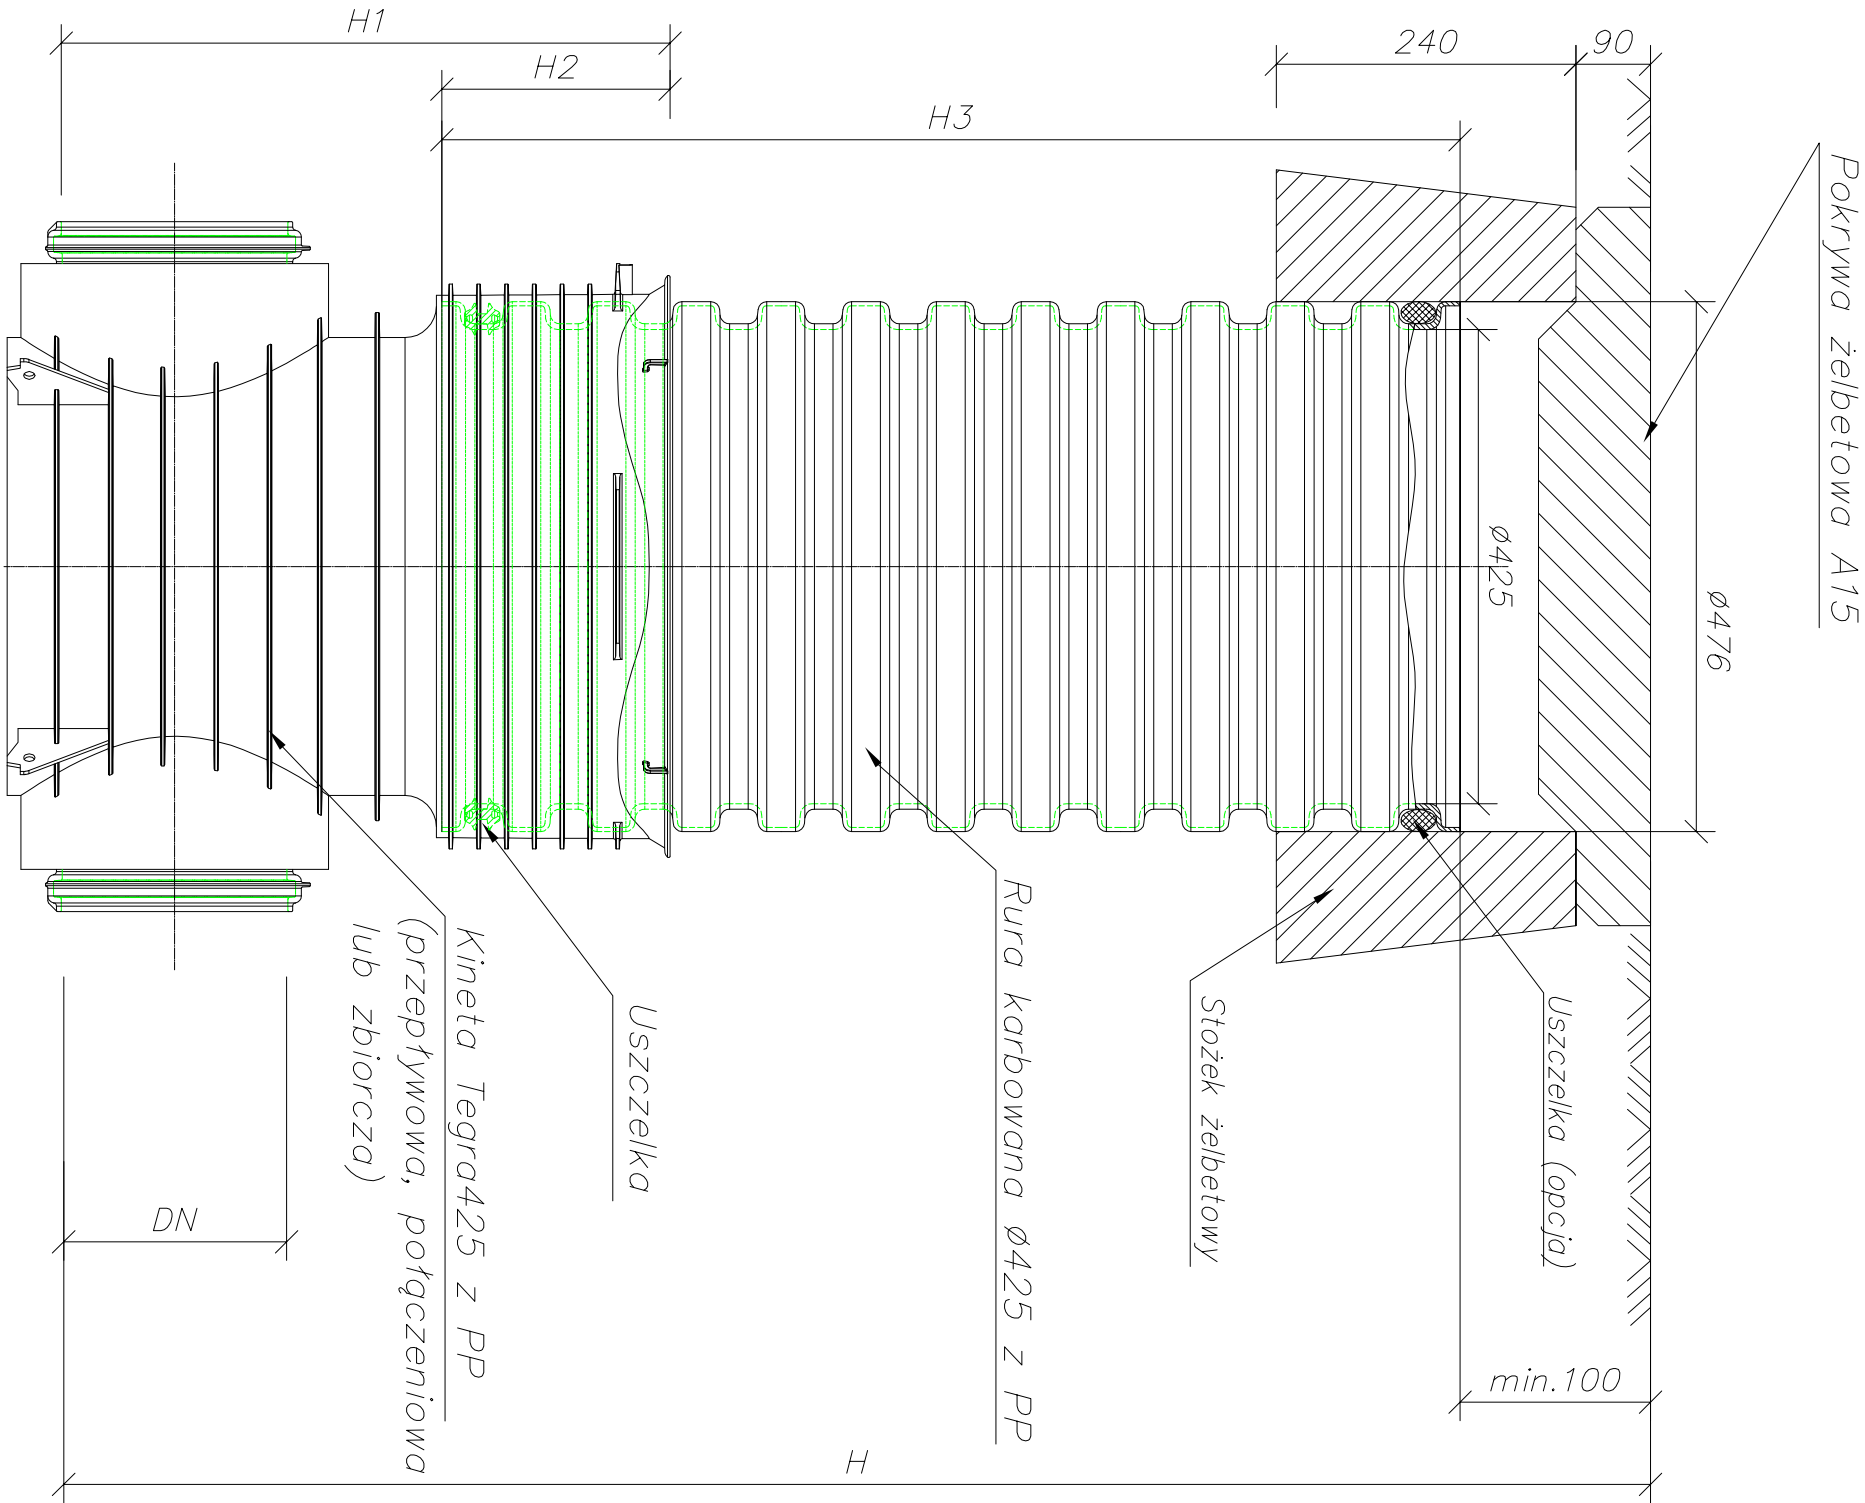 H1
240
90
H2
H3
Pokrywa żelbetowa A15
ø425
ø476
Uszczelka (opcja)
Stożek żelbetowy
Rura karbowana ø425 z PP
Uszczelka
Kineta Tegra425 z PP
(przepływowa, połączeniowa
lub zbiorcza)
DN
min.100
H